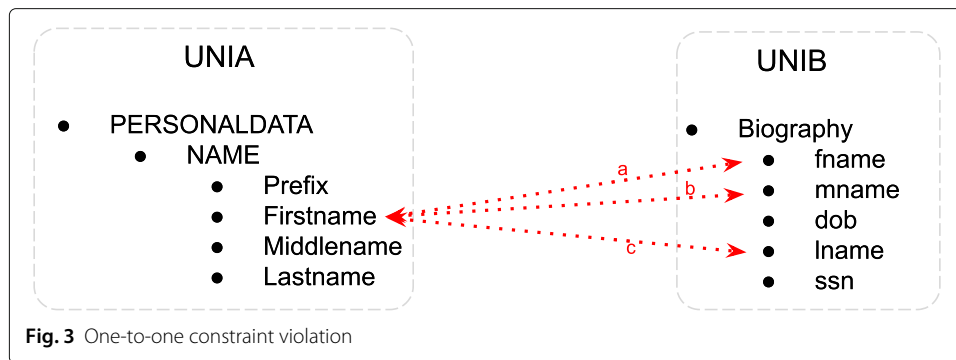 UNIA
PERSONALDATA
NAME
Prefix
Firstname
Middlename
Lastname
a
b
c
UNIB
Biography
fname
mname
dob
lname
ssn
Fig. 3 One-to-one constraint violation